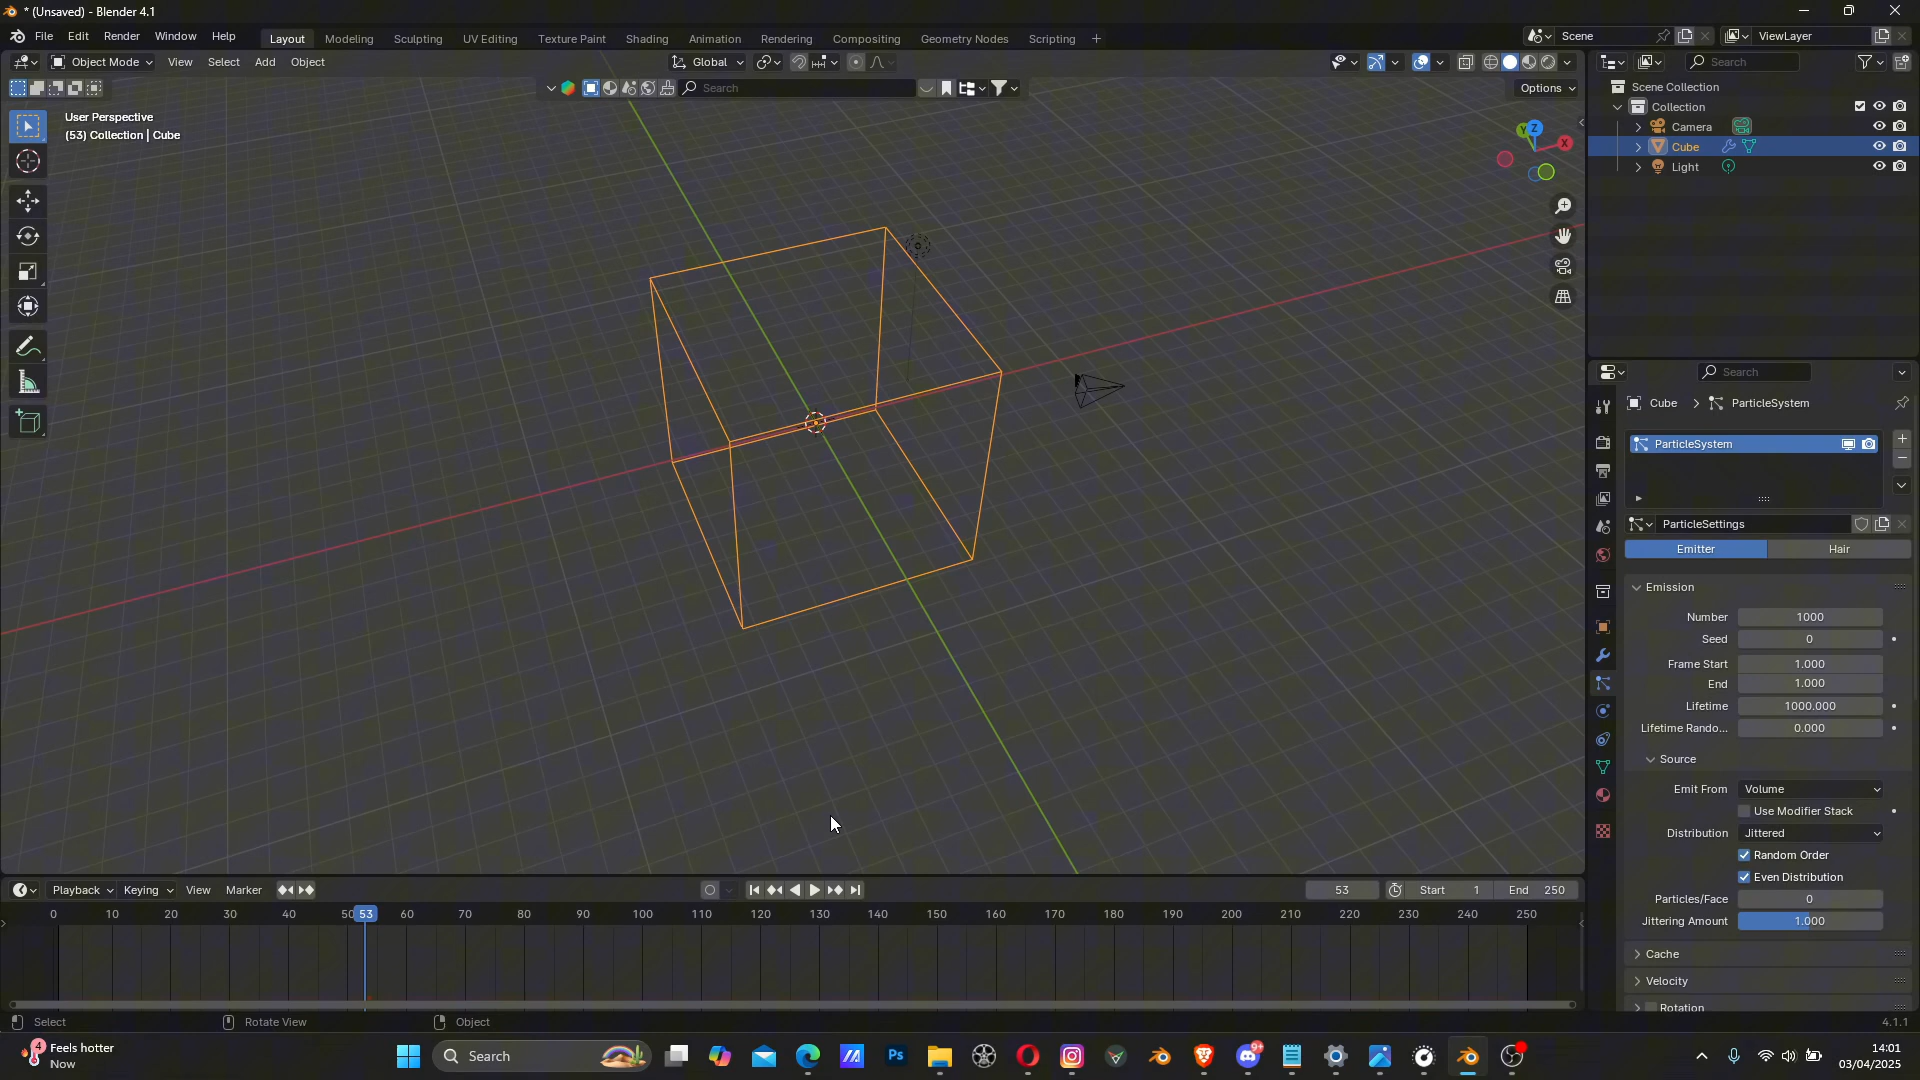 * (Unsaved) - Blender 4.1
File Edit Render Window Help Layout Modeling Sculpting UV Editing Texture Paint Shading Animation Rendering Compositing Geometry Nodes Scripting + Scene ViewLayer
Object Mode View Select Add Object Global Search
Search Options
User Perspective
(53) Collection | Cube
X
Y
Z
Scene Collection
Collection
Camera
Cube
Light
Search
Cube > ParticleSystem
ParticleSystem
ParticleSettings
Emitter Hair
Emission
Number 1000
Seed 0
Frame Start 1.000
End 1.000
Lifetime 1000.000
Lifetime Rando... 0.000
Source
Emit From Volume
Use Modifier Stack
Distribution Jittered
Random Order
Even Distribution
Particles/Face 0
Jittering Amount 1.000
Cache
Velocity
Rotation
Playback Keying View Marker 53 Start 1 End 250
0 10 20 30 40 50 53 60 70 80 90 100 110 120 130 140 150 160 170 180 190 200 210 220 230 240 250
Select Rotate View Object 4.1.1
4 Feels hotter
Now
Search
Ps
9+
14:01
03/04/2025